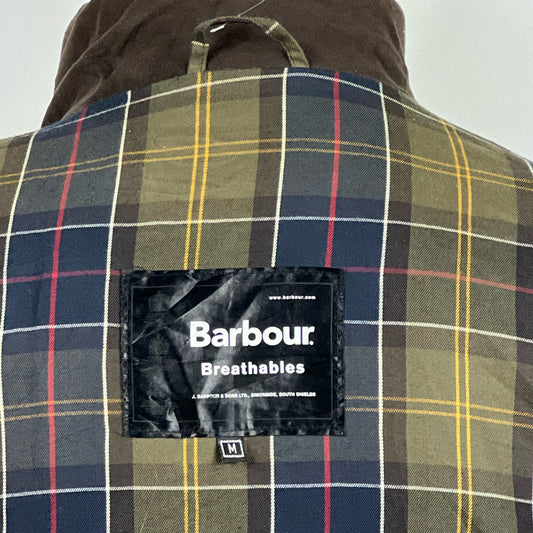 www.barbour.com
Barbour.
Breathables
J. BARBOUR & SONS LTD., SIMONSIDE, SOUTH SHIELDS
M